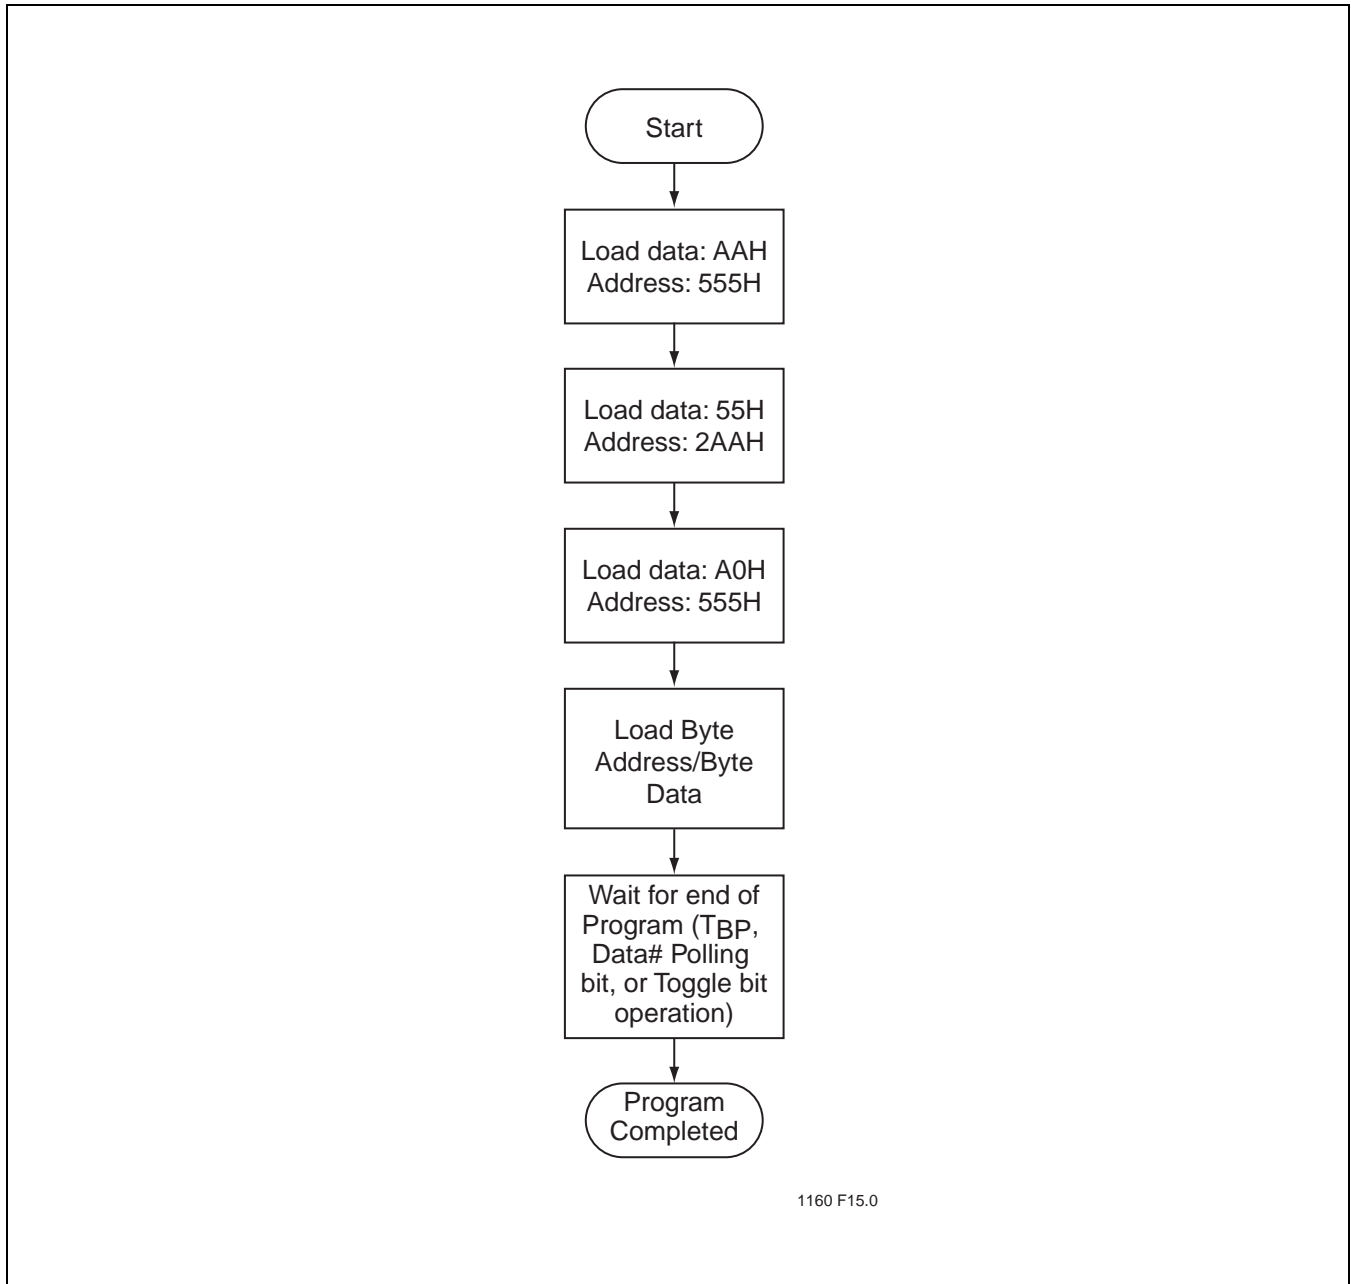 Start
Load data: AAH
Address: 555H
Load data: 55H
Address: 2AAH
Load data: A0H
Address: 555H
Load Byte
Address/Byte
Data
Wait for end of
Program (TBP,
Data# Polling
bit, or Toggle bit
operation)
Program
Completed
1160 F15.0